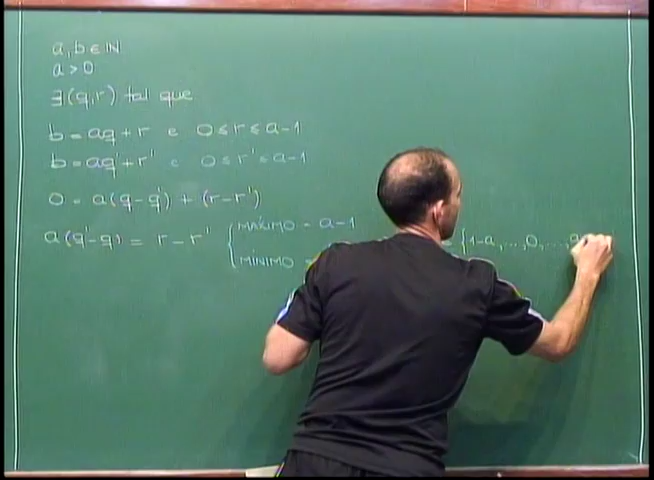 a, b ∈ ℕ
a > 0
∃(q,r) tal que
b = aq + r e 0 ≤ r ≤ a-1
b = aq' + r' e 0 ≤ r' ≤ a-1
0 = a(q-q') + (r-r')
a(q'-q) = r - r' { MÁXIMO = a-1
MÍNIMO = = {1-a,...,0,...,a